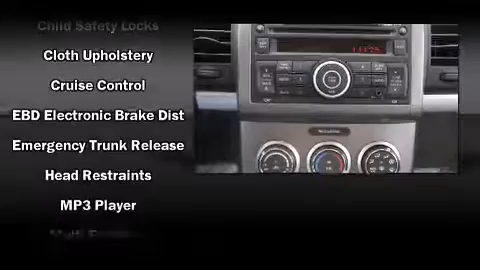 Child Safety Locks
Cloth Upholstery
Cruise Control
EBD Electronic Brake Dist
Emergency Trunk Release
Head Restraints
MP3 Player